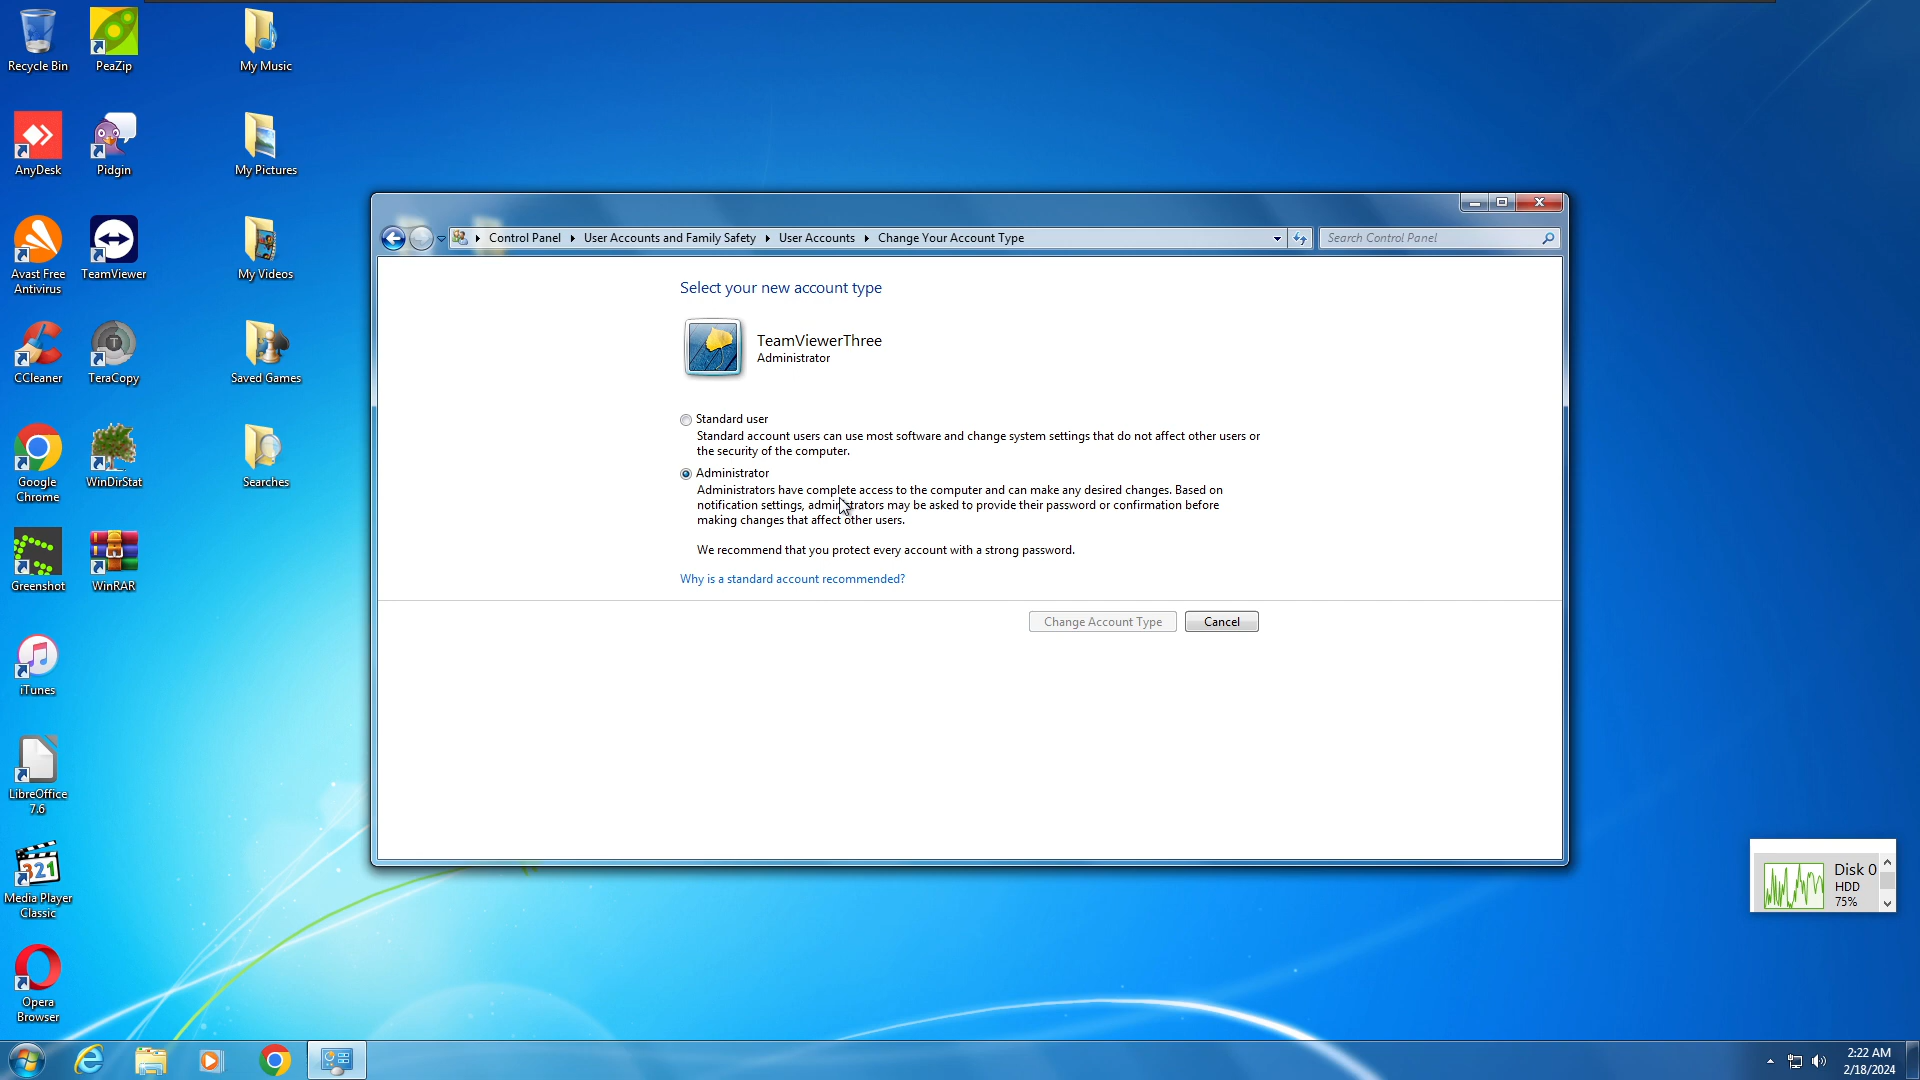 Recycle Bin
PeaZip
My Music
AnyDesk
Pidgin
My Pictures
Avast Free
Antivirus
TeamViewer
My Videos
CCleaner
TeraCopy
Saved Games
Google
Chrome
WinDirStat
Searches
Greenshot
WinRAR
iTunes
LibreOffice
7.6
321
Media Player
Classic
Opera
Browser
Control Panel
User Accounts and Family Safety
User Accounts
Change Your Account Type
Search Control Panel
Select your new account type
TeamViewerThree
Administrator
Standard user
Standard account users can use most software and change system settings that do not affect other users or
the security of the computer.
Administrator
Administrators have complete access to the computer and can make any desired changes. Based on
notification settings, administrators may be asked to provide their password or confirmation before
making changes that affect other users.
We recommend that you protect every account with a strong password.
Why is a standard account recommended?
Change Account Type
Cancel
Disk 0
HDD
75%
2:22 AM
2/18/2024